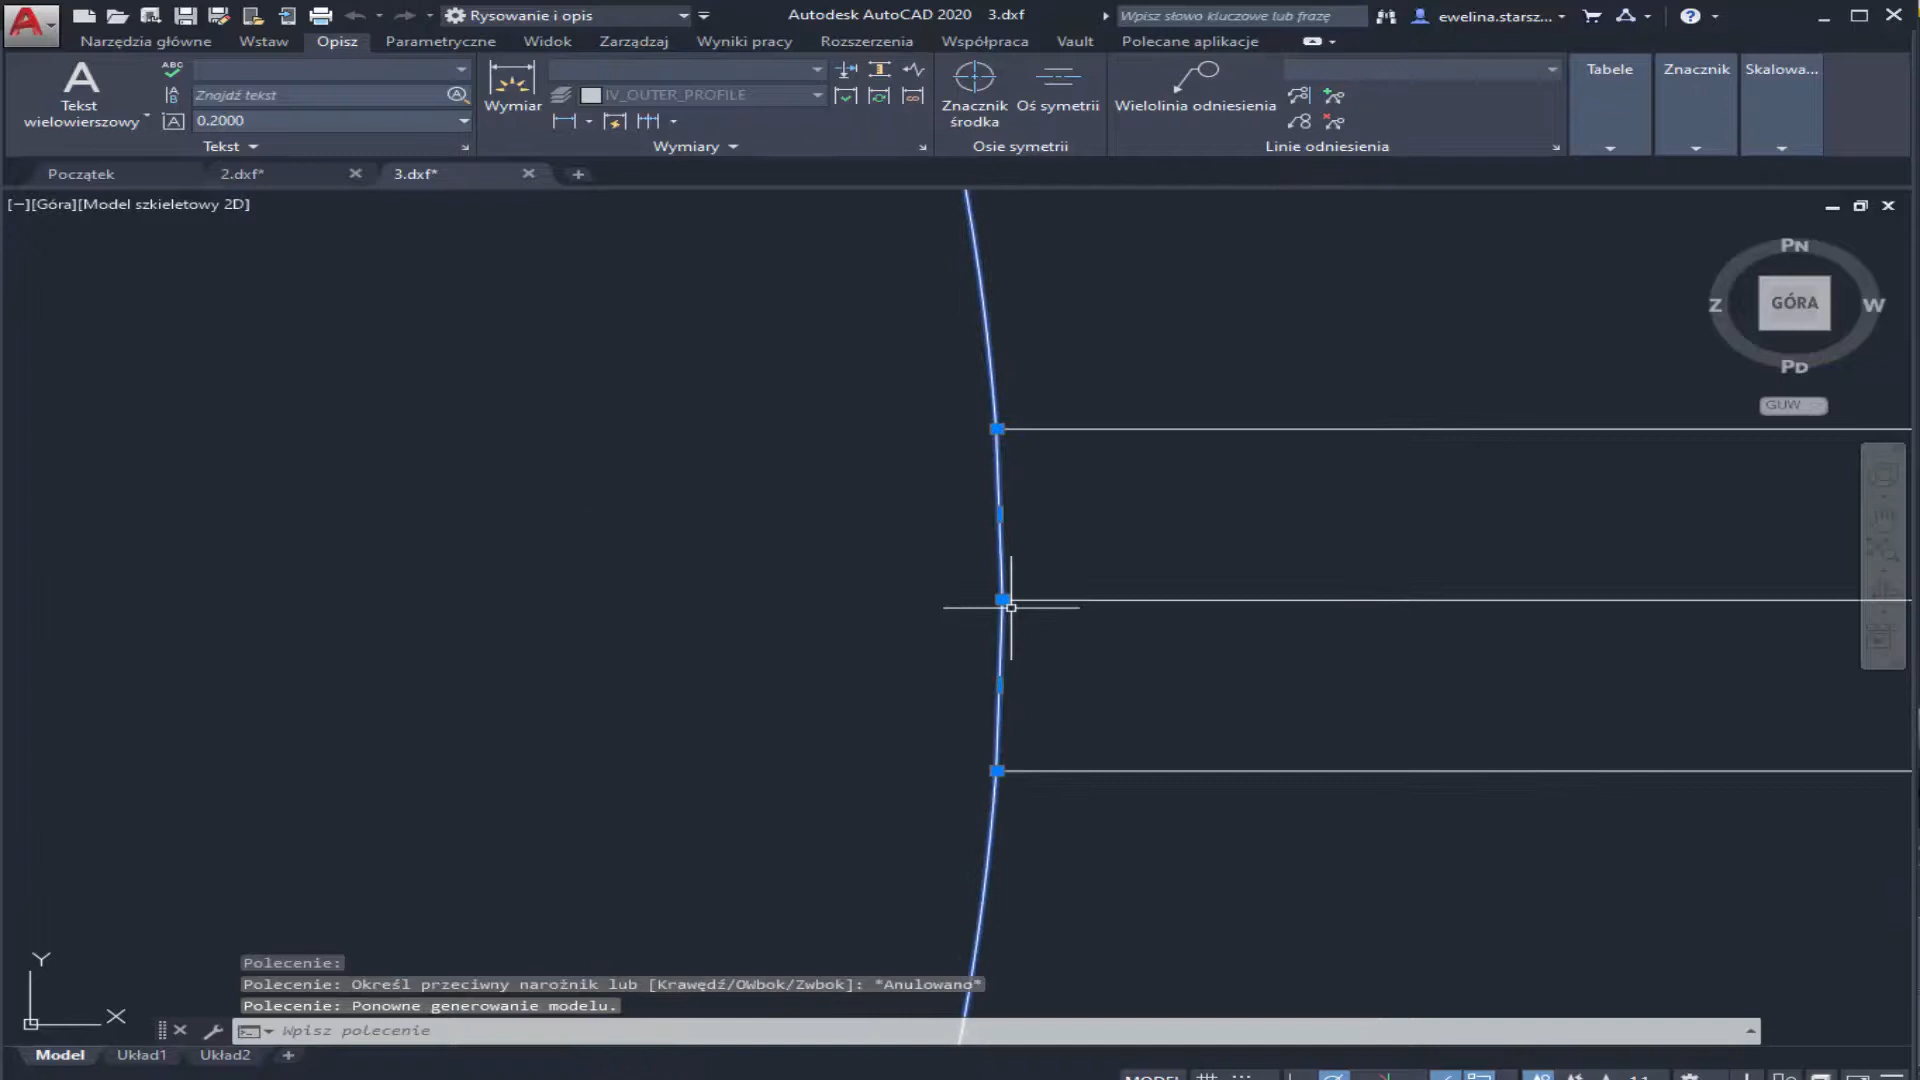 Rysowanie i opis
Autodesk AutoCAD 2020 3.dxf
Wpisz słowo kluczowe lub frazę
ewelina.starsz...
Narzędzia główne Wstaw Opisz Parametryczne Widok Zarządzaj Wyniki pracy Rozszerzenia Współpraca Vault Polecane aplikacje
Tekst
wielowierszowy
ABC
Znajdź tekst
0.2000
Tekst
Wymiar
IV_OUTER_PROFILE
Wymiary
Znacznik
środka
Oś symetrii
Osie symetrii
Wielolinia odniesienia
Linie odniesienia
Tabele
Znacznik
Skalowa...
Początek 2.dxf* 3.dxf*
[−][Góra][Model szkieletowy 2D]
PN
Z GÓRA W
PD
GUW
Y
X
Polecenie:
Polecenie: Określ przeciwny narożnik lub [Krawędź/OWbok/Zwbok]: *Anulowano*
Polecenie: Ponowne generowanie modelu.
Wpisz polecenie
Model Układ1 Układ2
MODEL